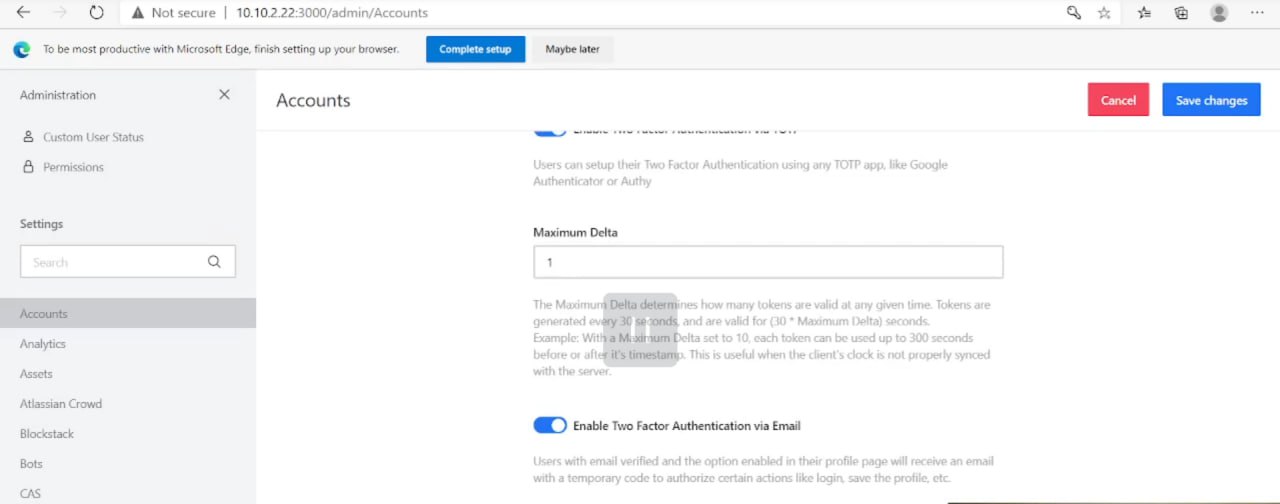 Not secure | 10.10.2.22:3000/admin/Accounts
To be most productive with Microsoft Edge, finish setting up your browser.
Complete setup
Maybe later
Administration
Custom User Status
Permissions
Settings
Search
Accounts
Analytics
Assets
Atlassian Crowd
Blockstack
Bots
CAS
Accounts
Cancel
Save changes
Enable Two Factor Authentication via TOTP
Users can setup their Two Factor Authentication using any TOTP app, like Google
Authenticator or Authy
Maximum Delta
1
The Maximum Delta determines how many tokens are valid at any given time. Tokens are
generated every 30 seconds, and are valid for (30 * Maximum Delta) seconds.
Example: With a Maximum Delta set to 10, each token can be used up to 300 seconds
before or after it's timestamp. This is useful when the client's clock is not properly synced
with the server.
Enable Two Factor Authentication via Email
Users with email verified and the option enabled in their profile page will receive an email
with a temporary code to authorize certain actions like login, save the profile, etc.